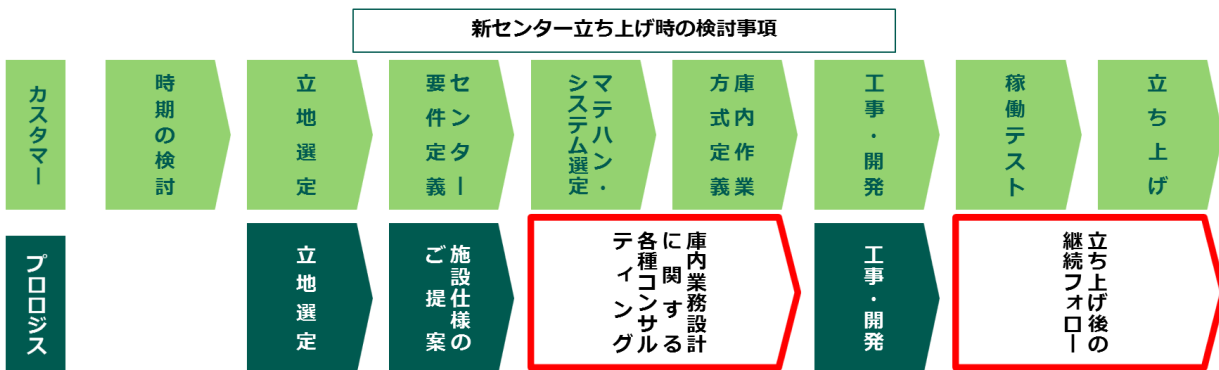 新センター立ち上げ時の検討事項
カスタマー
時期の検討
立地選定
センター
要件定義
マテハン・
システム選定
庫内作業
方式定義
工事・開発
稼働テスト
立ち上げ
プロロジス
立地選定
施設仕様の
ご提案
庫内業務設計
に関する
各種コンサル
ティング
工事・開発
立ち上げ後の
継続フォロー